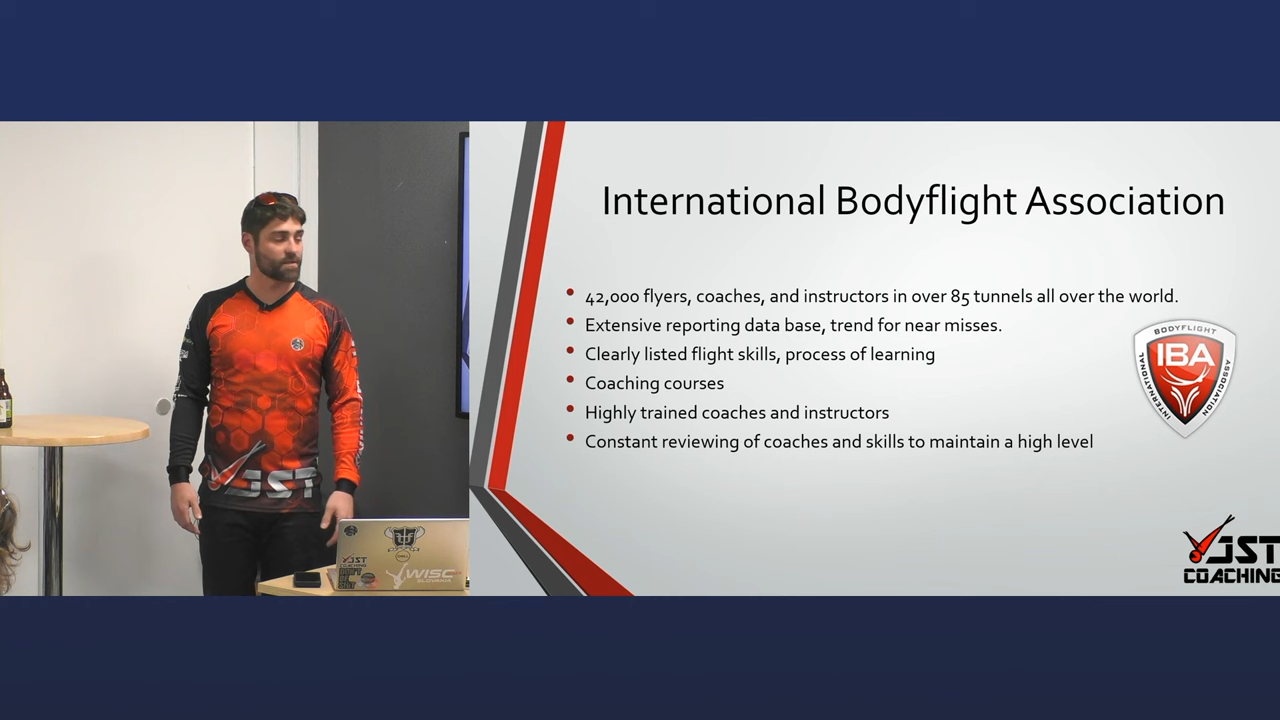 International Bodyflight Association
42,000 flyers, coaches, and instructors in over 85 tunnels all over the world.
Extensive reporting data base, trend for near misses.
Clearly listed flight skills, process of learning
Coaching courses
Highly trained coaches and instructors
Constant reviewing of coaches and skills to maintain a high level
BODYFLIGHT
IBA
INTERNATIONAL
ASSOCIATION
JST
COACHING
JST
JST
COACHING
DELL
WISC
SLOVAKIA